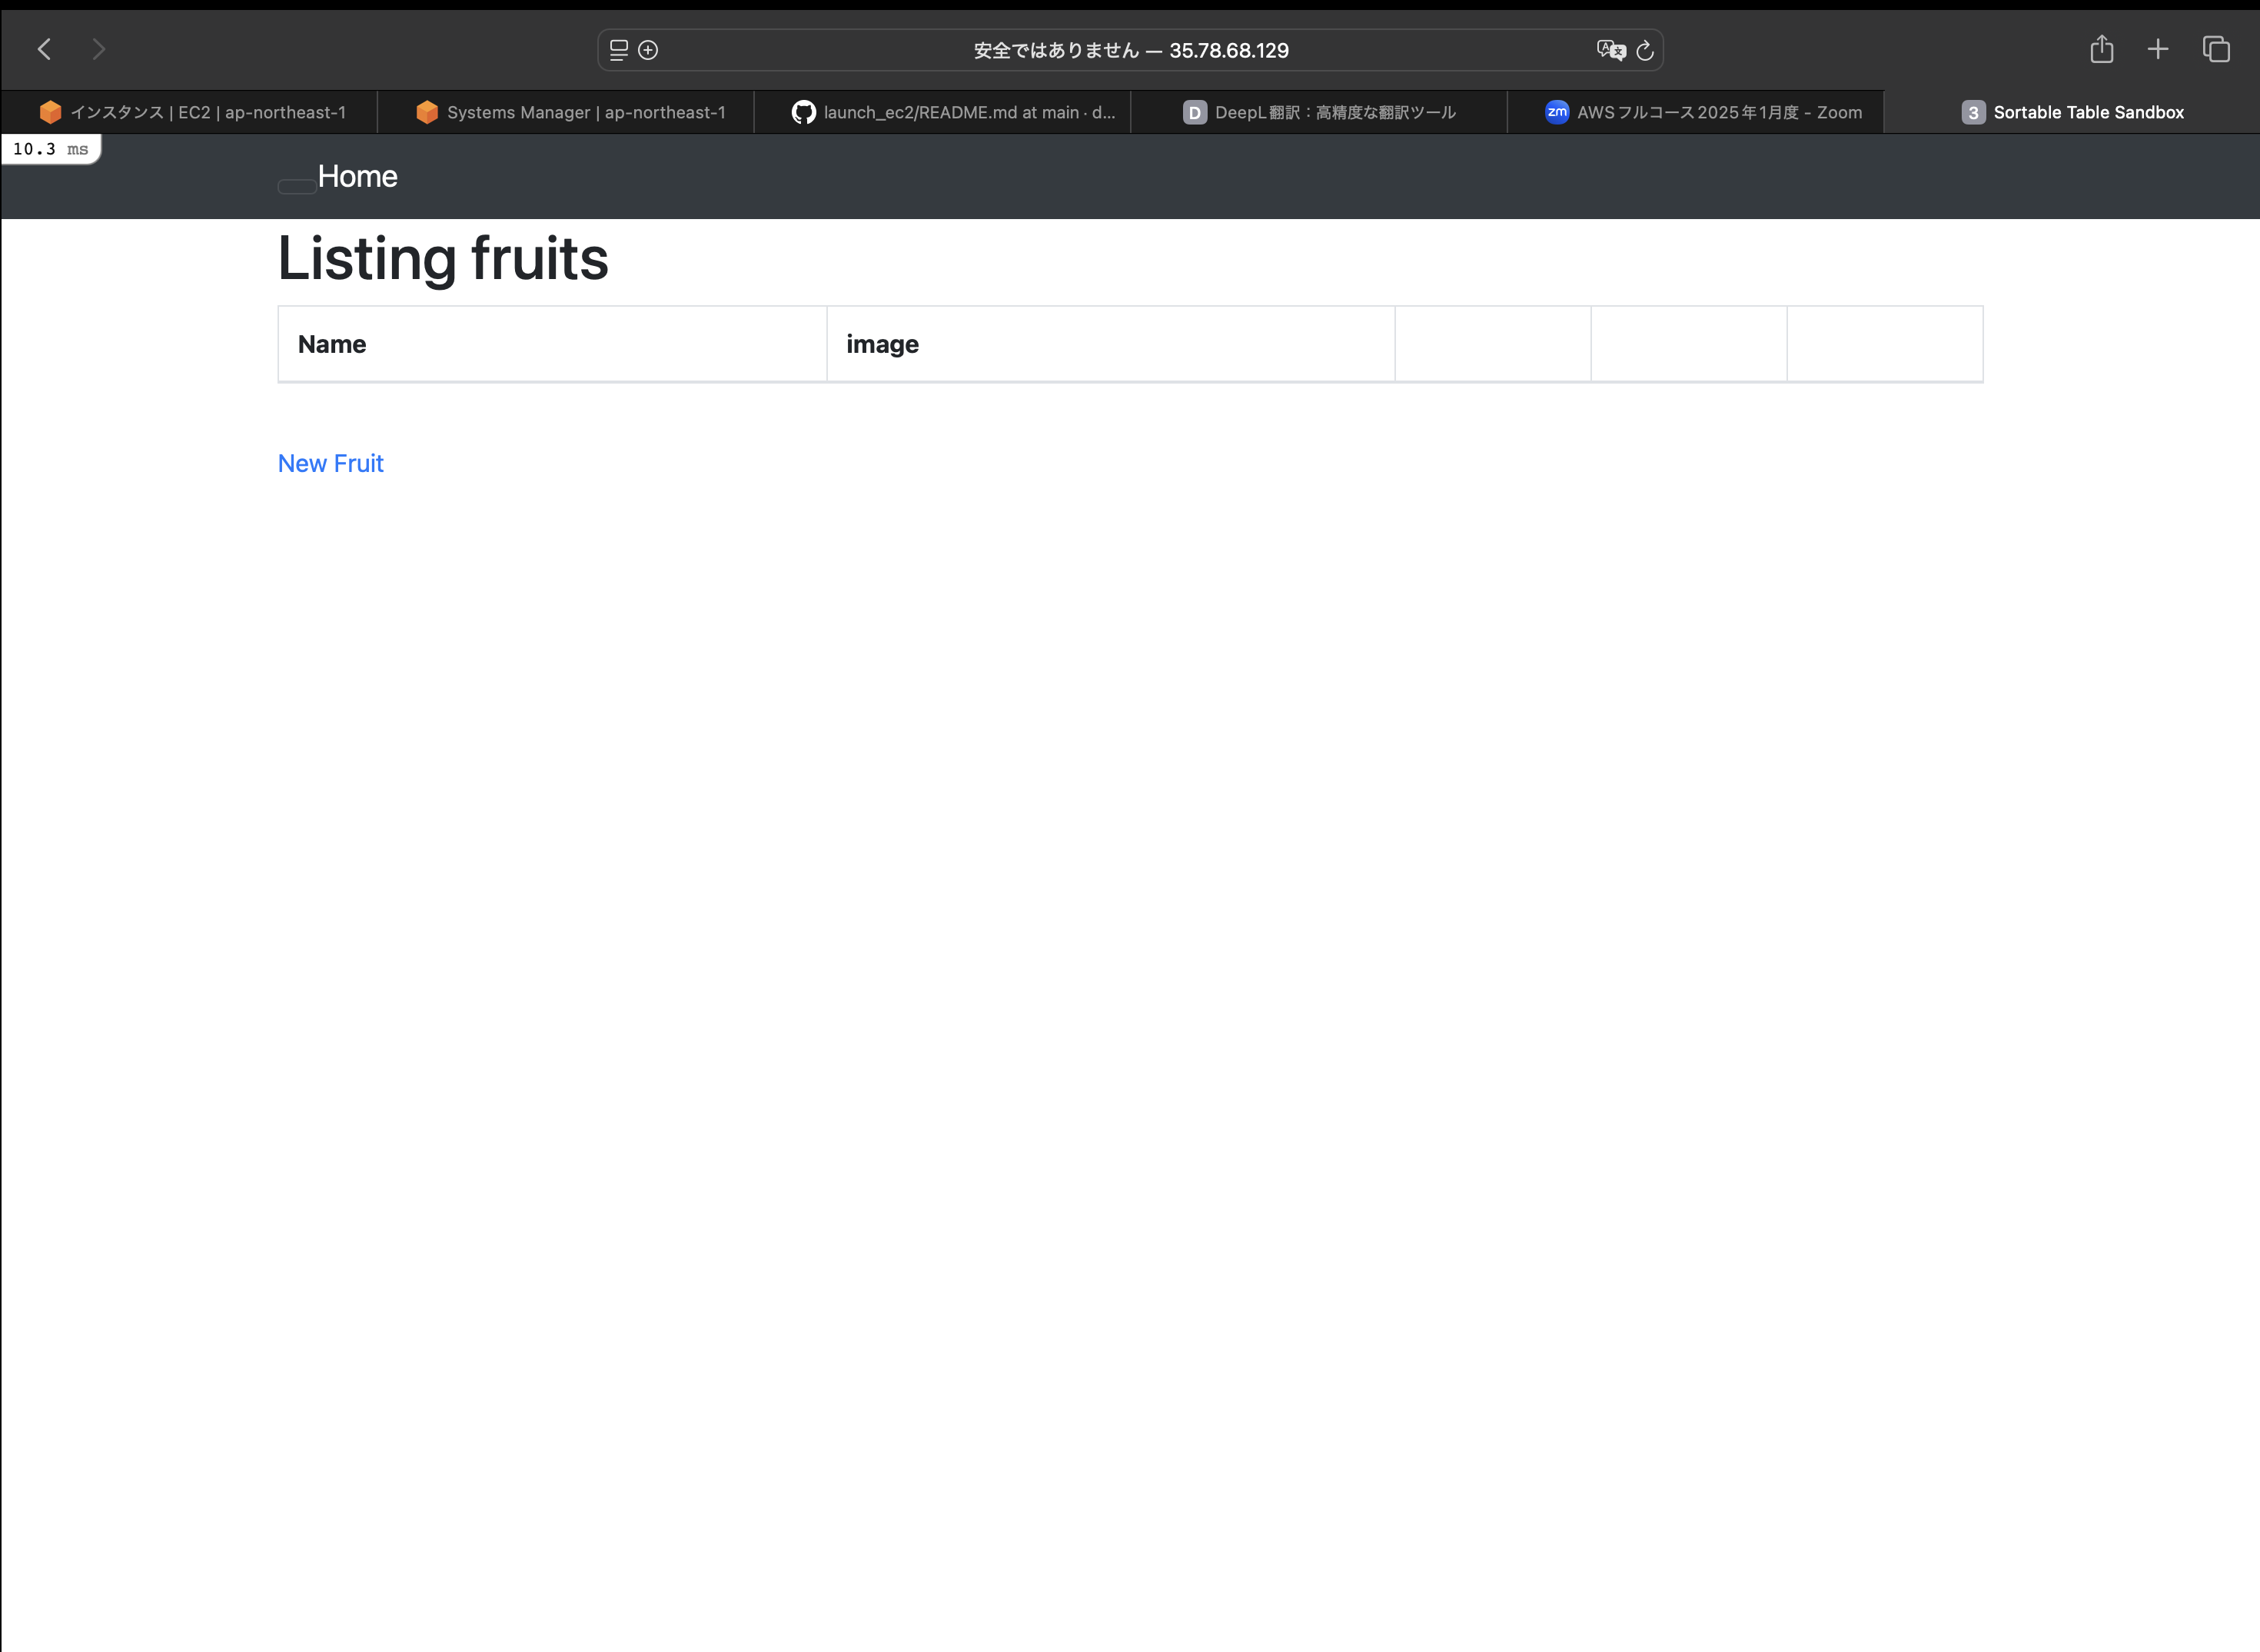 安全ではありません — 35.78.68.129
インスタンス | EC2 | ap-northeast-1
Systems Manager | ap-northeast-1
launch_ec2/README.md at main · d...
D DeepL翻訳：高精度な翻訳ツール
zm AWSフルコース2025年1月度 - Zoom
3 Sortable Table Sandbox
10.3 ms
Home
Listing fruits
Name image
New Fruit